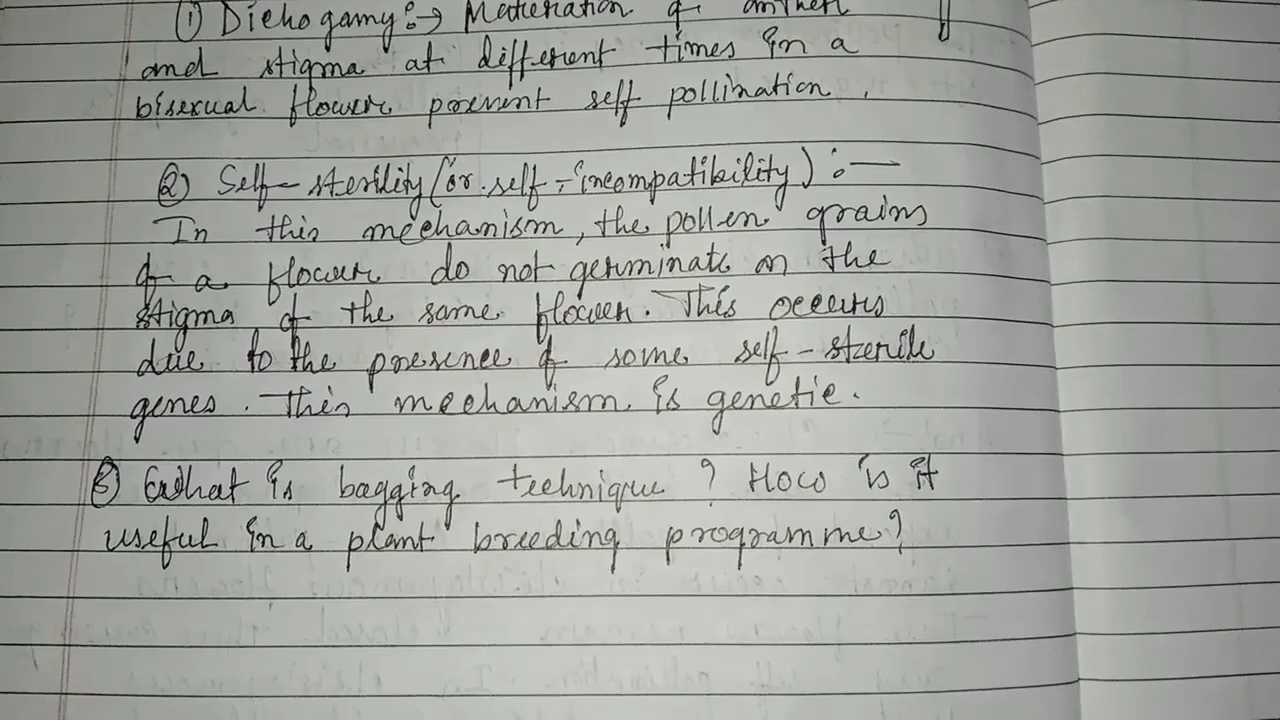 ① Dichogamy :→ Maturation of anther
and stigma at different times in a
bisexual flower prevent self pollination.
② Self-sterility (or self-incompatibility) :—
In this mechanism, the pollen grains
of a flower do not germinate on the
stigma of the same flower. This occurs
due to the presence of some self-sterile
genes. This mechanism is genetic.
What is bagging technique? How is it
useful in a plant breeding programme?